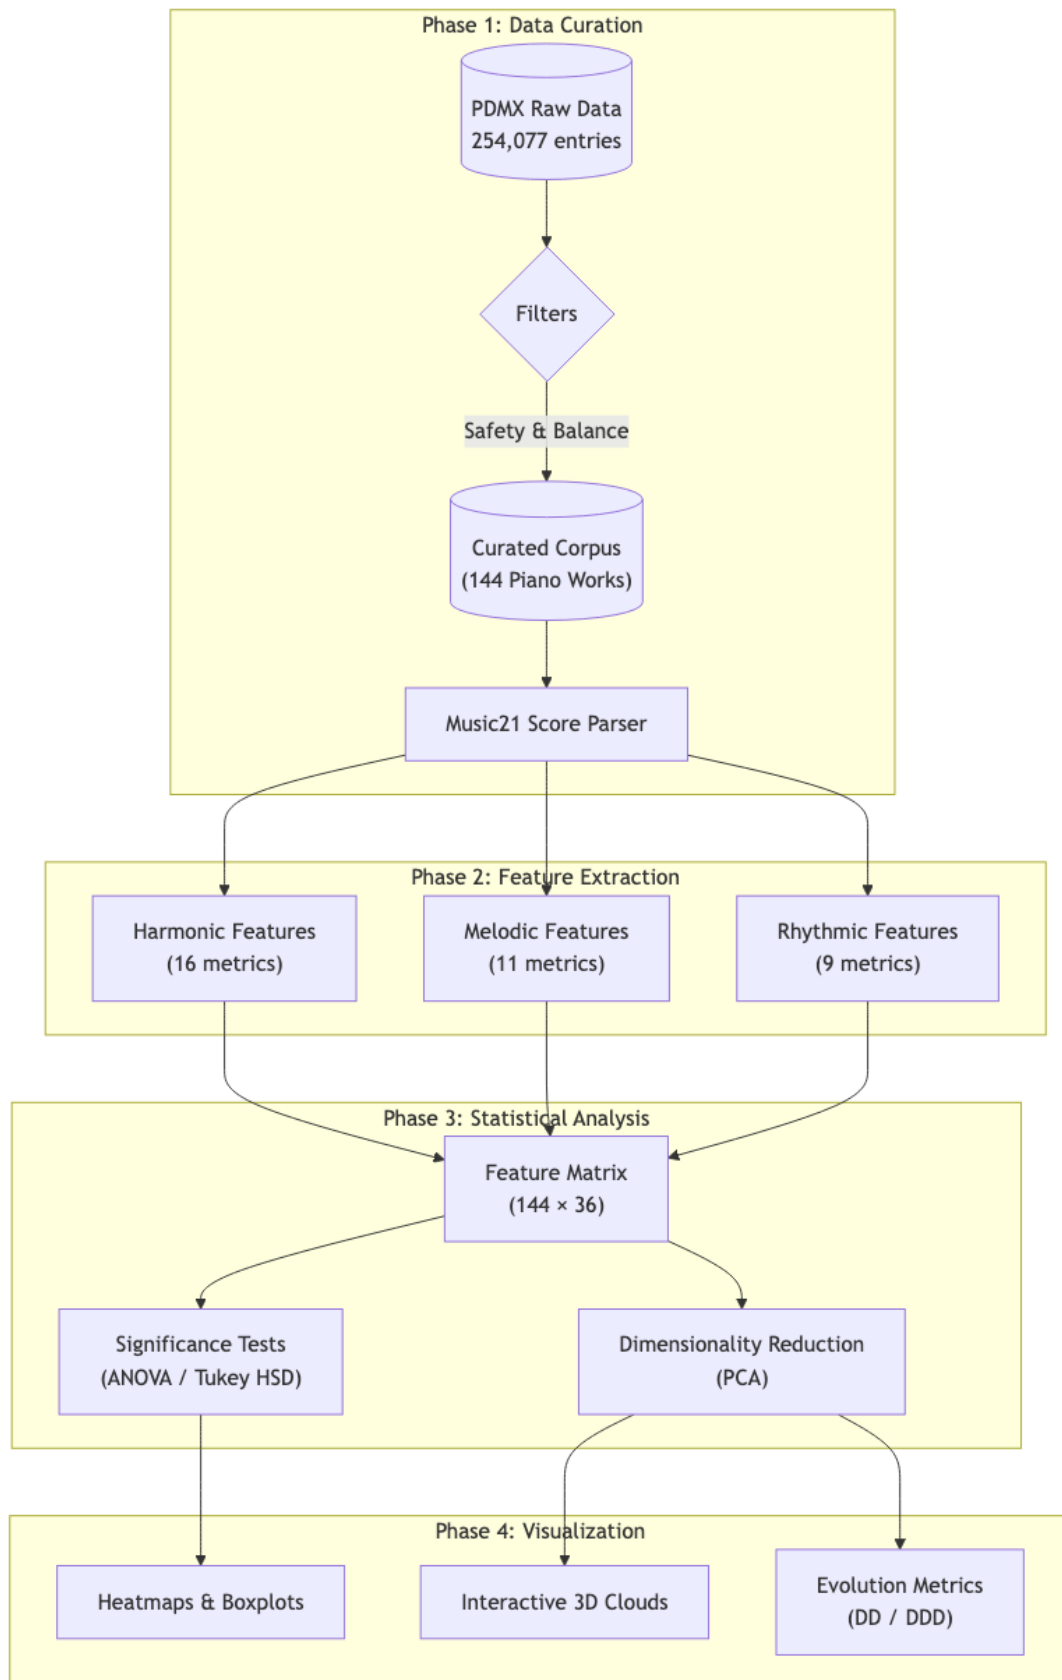 Phase 1: Data Curation
PDMX Raw Data
254,077 entries
Filters
Safety & Balance
Curated Corpus
(144 Piano Works)
Music21 Score Parser
Phase 2: Feature Extraction
Harmonic Features
(16 metrics)
Melodic Features
(11 metrics)
Rhythmic Features
(9 metrics)
Phase 3: Statistical Analysis
Feature Matrix
(144 × 36)
Significance Tests
(ANOVA / Tukey HSD)
Dimensionality Reduction
(PCA)
Phase 4: Visualization
Heatmaps & Boxplots
Interactive 3D Clouds
Evolution Metrics
(DD / DDD)